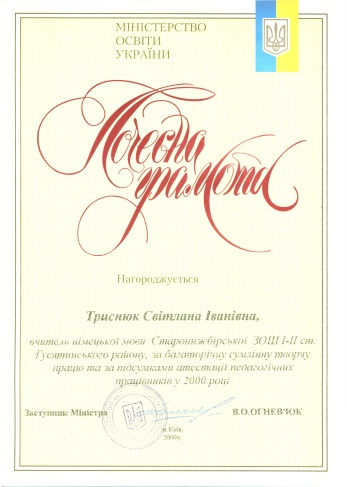 МІНІСТЕРСТВО
ОСВІТИ
УКРАЇНИ
Почесна
грамота
Нагороджується
Триснюк Світлана Іванівна,
вчитель німецької мови Старонижбірської ЗОШ І-ІІ ст.
Гусятинського району, за багаторічну сумлінну творчу
працю та за підсумками атестації педагогічних
працівників у 2000 році
Заступник Міністра В.О.ОГНЕВ'ЮК
м.Київ
2000р.